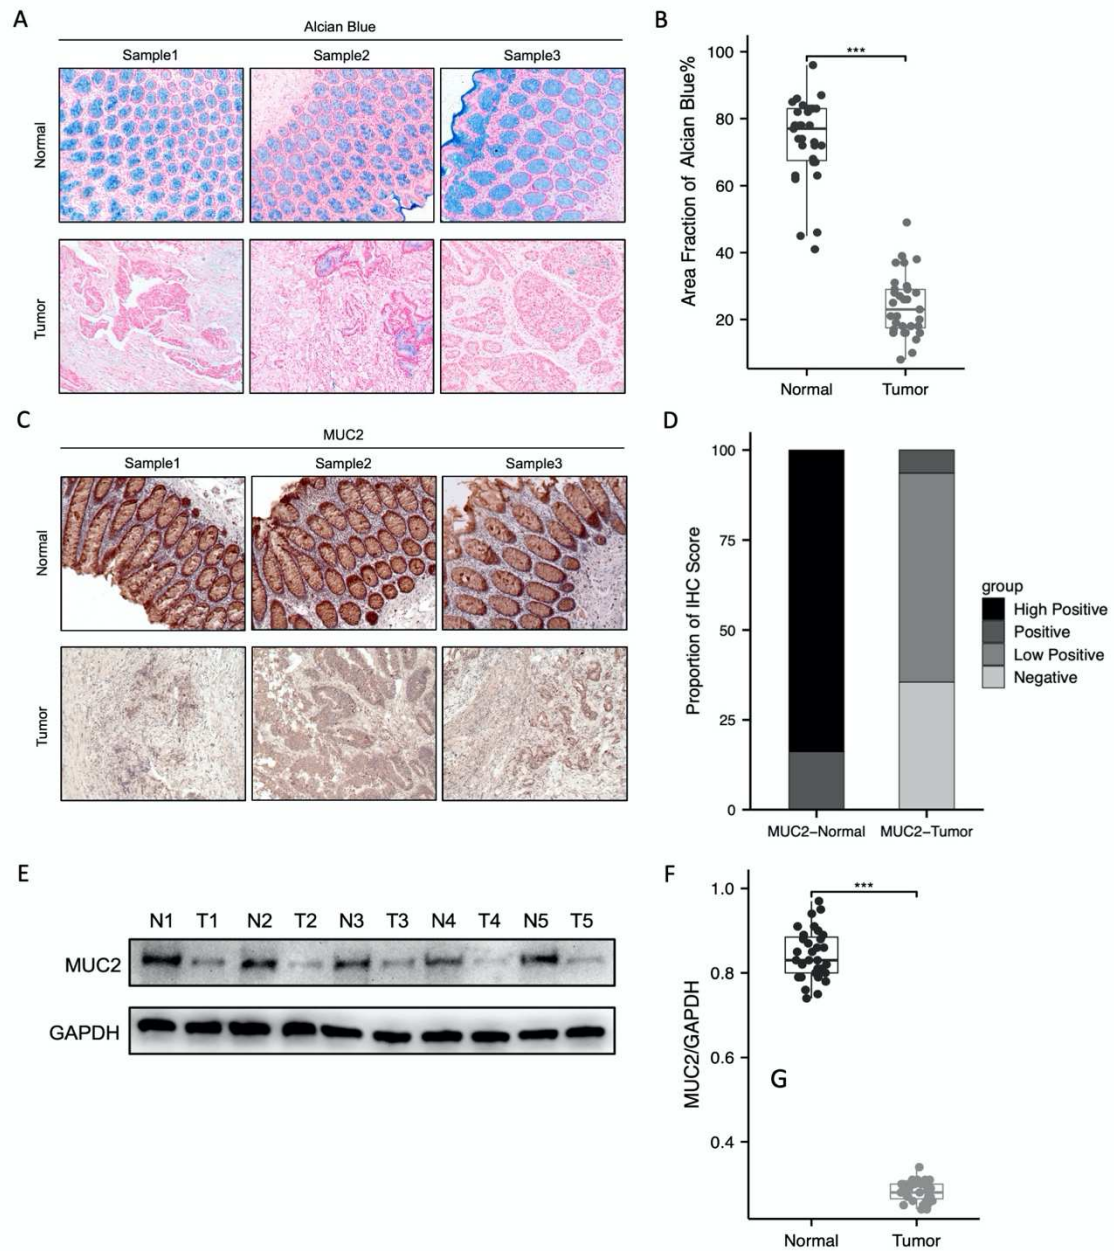 A
Alcian Blue
Sample1 Sample2 Sample3
Normal
Tumor
B
Area Fraction of Alcian Blue%
100
80
60
40
20
***
Normal Tumor
C
MUC2
Sample1 Sample2 Sample3
Normal
Tumor
D
Proportion of IHC Score
100
75
50
25
0
MUC2–Normal MUC2–Tumor
group
High Positive
Positive
Low Positive
Negative
E
N1 T1 N2 T2 N3 T3 N4 T4 N5 T5
MUC2
GAPDH
F
MUC2/GAPDH
1.0
0.8
0.6
0.4
***
G
Normal Tumor